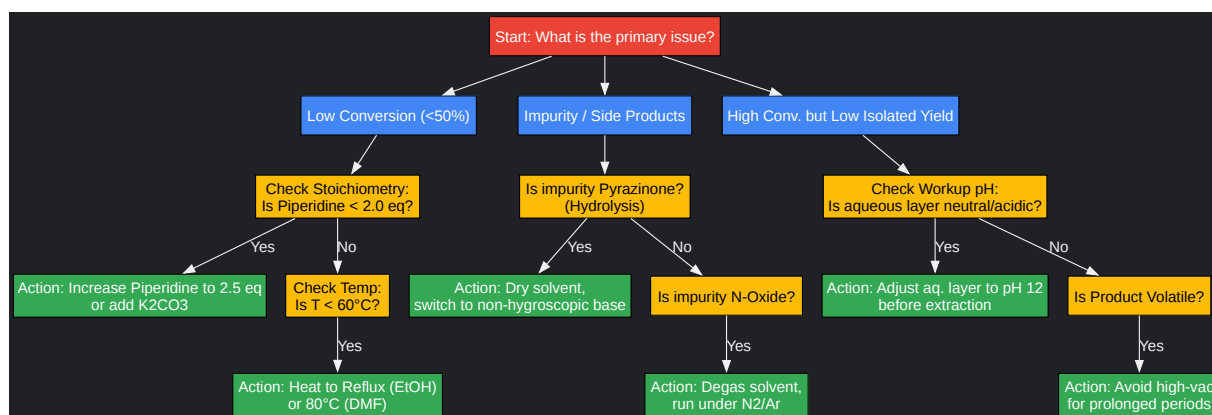 Start: What is the primary issue?
Low Conversion (<50%)
Impurity / Side Products
High Conv. but Low Isolated Yield
Check Stoichiometry:
Is Piperidine < 2.0 eq?
Is impurity Pyrazinone?
(Hydrolysis)
Check Workup pH:
Is aqueous layer neutral/acidic?
Yes
No
Yes
No
Yes
No
Action: Increase Piperidine to 2.5 eq
or add K2CO3
Check Temp:
Is T < 60°C?
Action: Dry solvent,
switch to non-hygroscopic base
Is impurity N-Oxide?
Action: Adjust aq. layer to pH 12
before extraction
Is Product Volatile?
Yes
Yes
Yes
Action: Heat to Reflux (EtOH)
or 80°C (DMF)
Action: Degas solvent,
run under N2/Ar
Action: Avoid high-vac
for prolonged periods